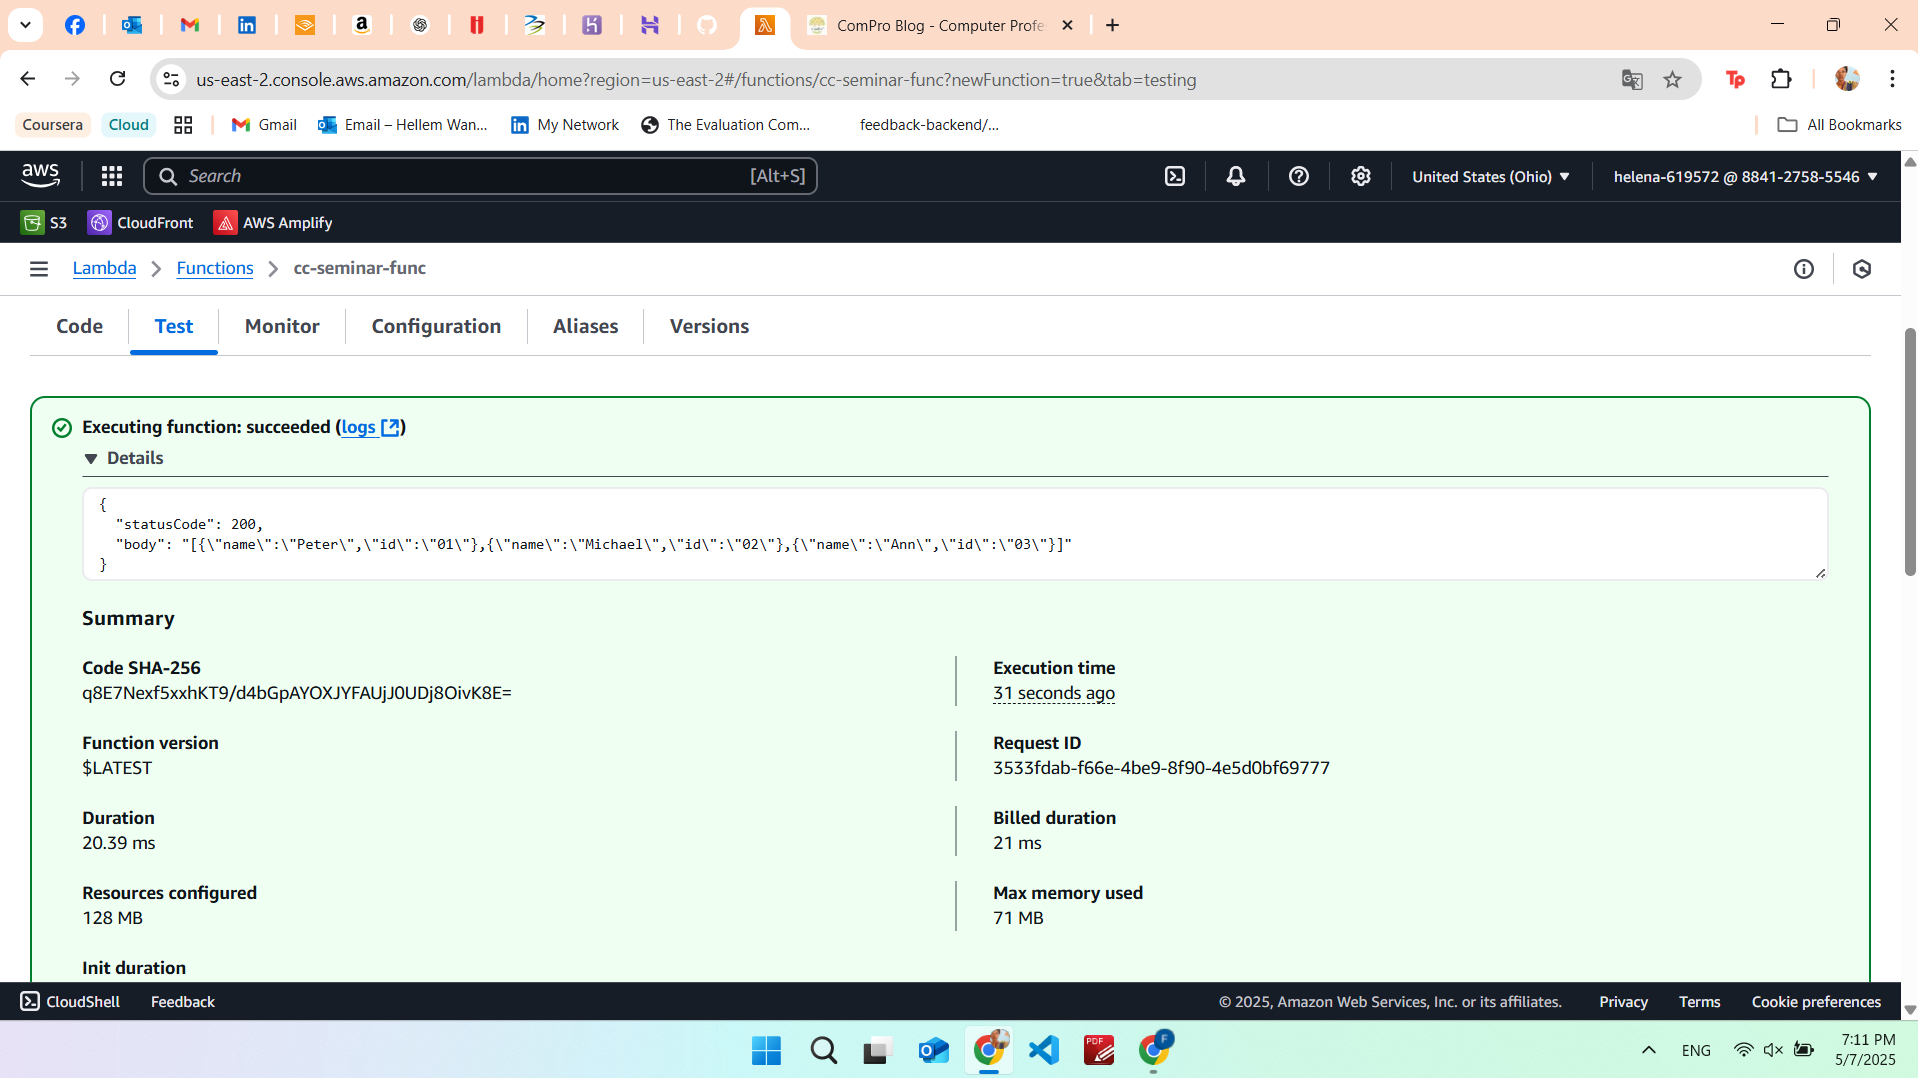 ComPro Blog - Computer Profe
us-east-2.console.aws.amazon.com/lambda/home?region=us-east-2#/functions/cc-seminar-func?newFunction=true&tab=testing
Coursera Cloud Gmail Email – Hellem Wan... My Network The Evaluation Com... feedback-backend/... All Bookmarks
aws Search [Alt+S] United States (Ohio) helena-619572 @ 8841-2758-5546
S3 CloudFront AWS Amplify
Lambda Functions cc-seminar-func
Code Test Monitor Configuration Aliases Versions
Executing function: succeeded (logs)
Details
{
"statusCode": 200,
"body": "[{\"name\":\"Peter\",\"id\":\"01\"},{\"name\":\"Michael\",\"id\":\"02\"},{\"name\":\"Ann\",\"id\":\"03\"}]"
}
Summary
Code SHA-256
q8E7Nexf5xxhKT9/d4bGpAYOXJYFAUjJ0UDj8OivK8E=
Execution time
31 seconds ago
Function version
$LATEST
Request ID
3533fdab-f66e-4be9-8f90-4e5d0bf69777
Duration
20.39 ms
Billed duration
21 ms
Resources configured
128 MB
Max memory used
71 MB
Init duration
CloudShell Feedback © 2025, Amazon Web Services, Inc. or its affiliates. Privacy Terms Cookie preferences
ENG
7:11 PM
5/7/2025